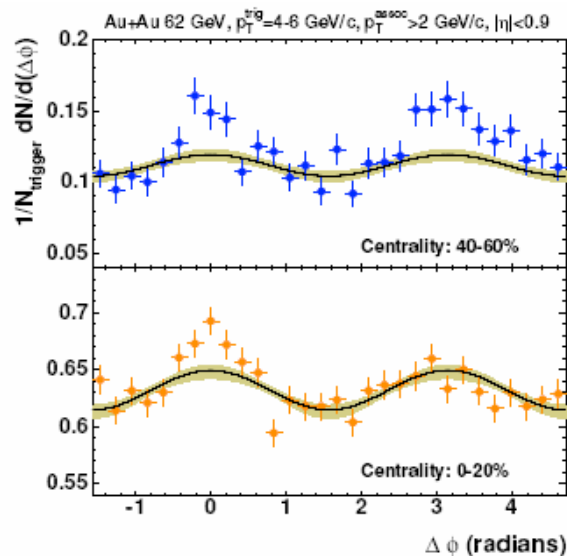 Au+Au 62 GeV, p_T^trig=4-6 GeV/c, p_T^assoc>2 GeV/c, |η|<0.9
1/N_trigger dN/d(Δϕ)
0.2
0.15
0.1
0.05
Centrality: 40-60%
0.7
0.65
0.6
0.55
Centrality: 0-20%
-1 0 1 2 3 4
Δ ϕ (radians)